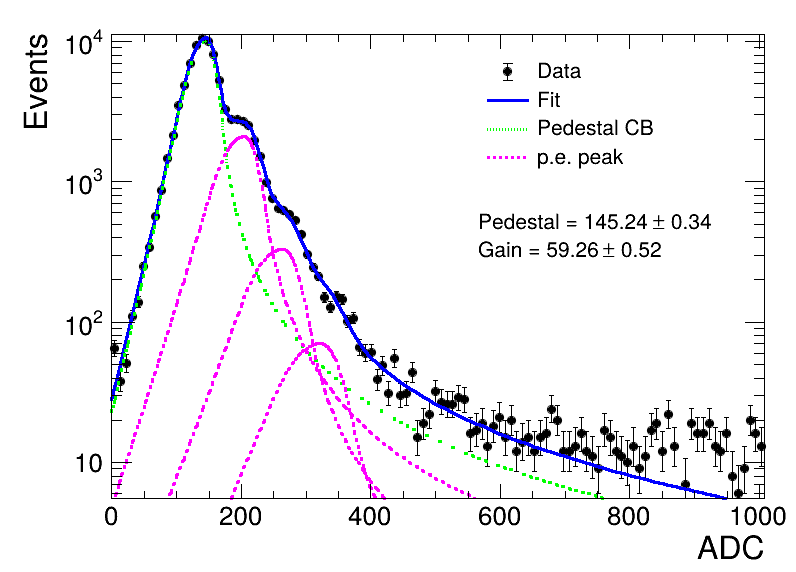 Events
10⁴
10³
10²
10
0
200
400
600
800
1000
ADC
Data
Fit
Pedestal CB
p.e. peak
Pedestal = 145.24 ± 0.34
Gain = 59.26 ± 0.52